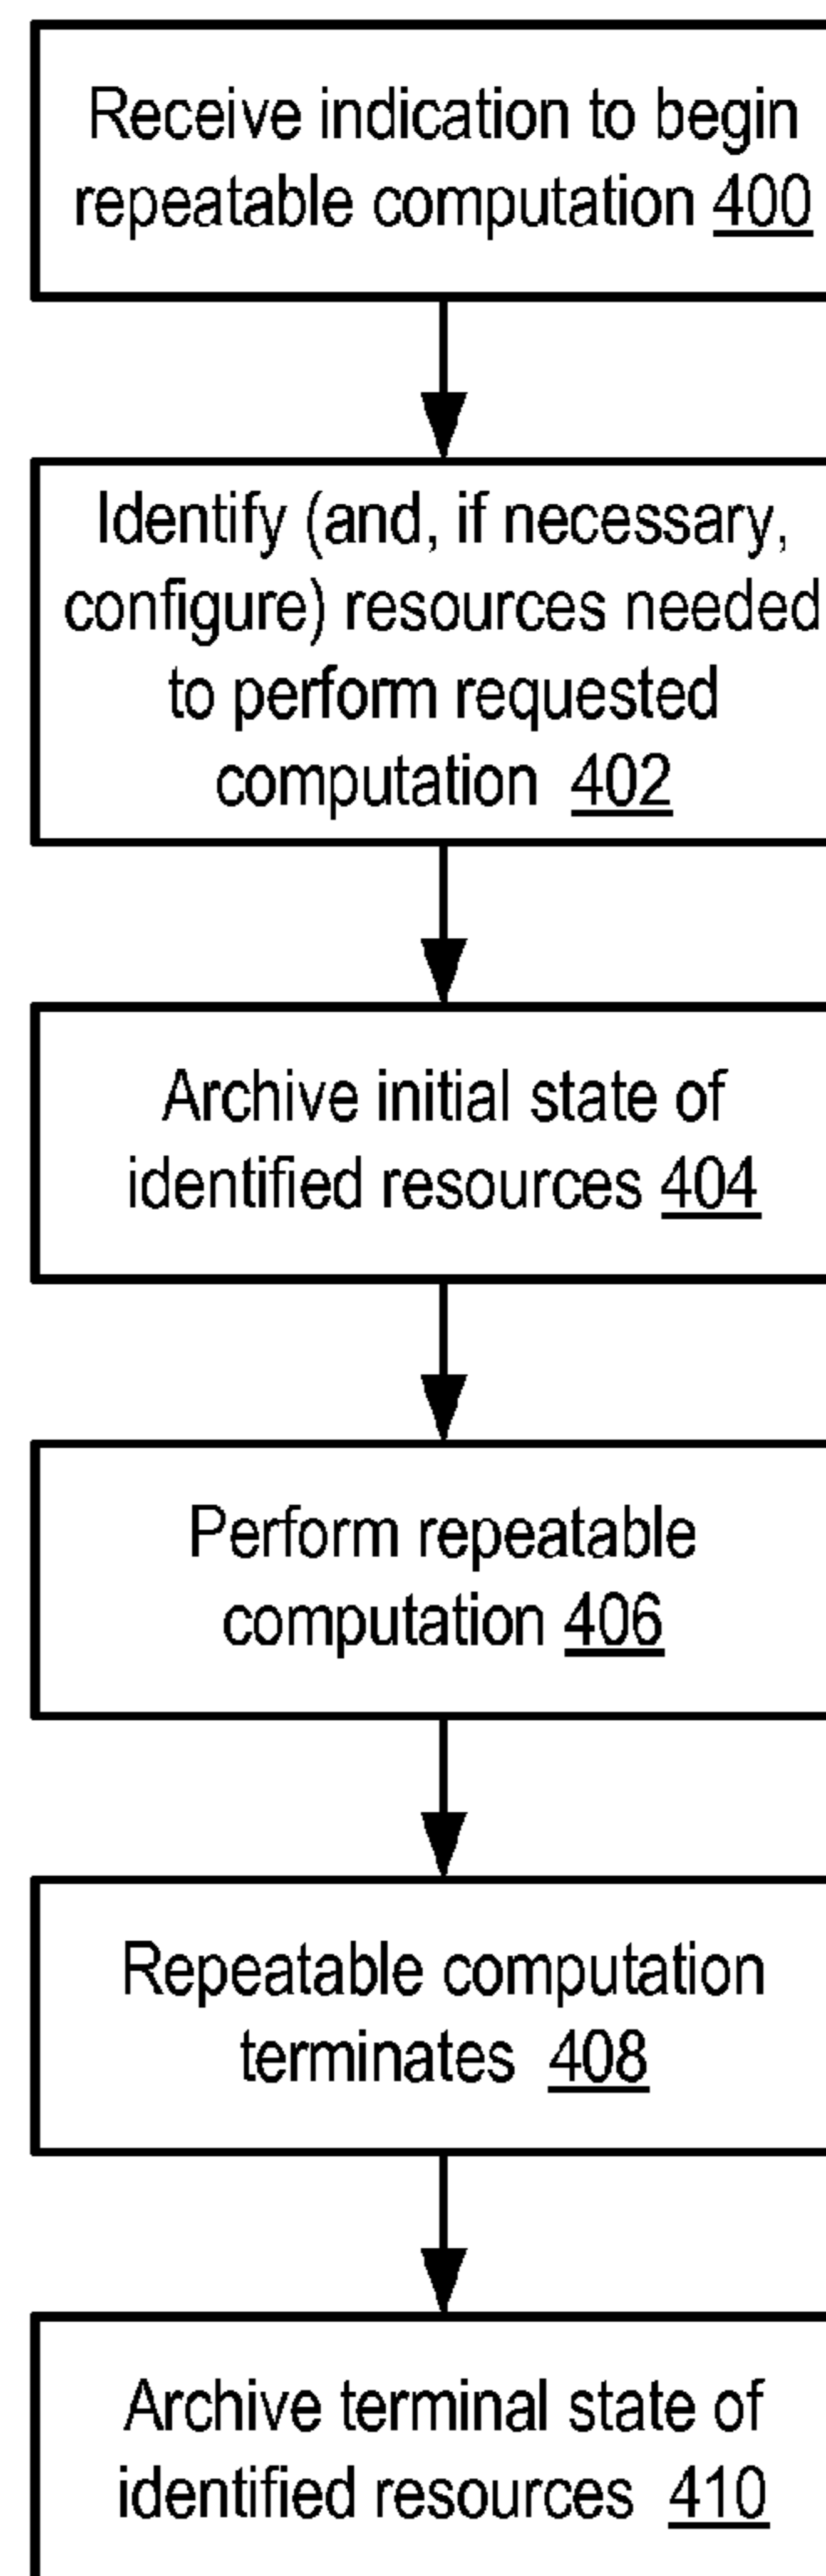 Receive indication to begin
repeatable computation 400
Identify (and, if necessary,
configure) resources needed
to perform requested
computation 402
Archive initial state of
identified resources 404
Perform repeatable
computation 406
Repeatable computation
terminates 408
Archive terminal state of
identified resources 410